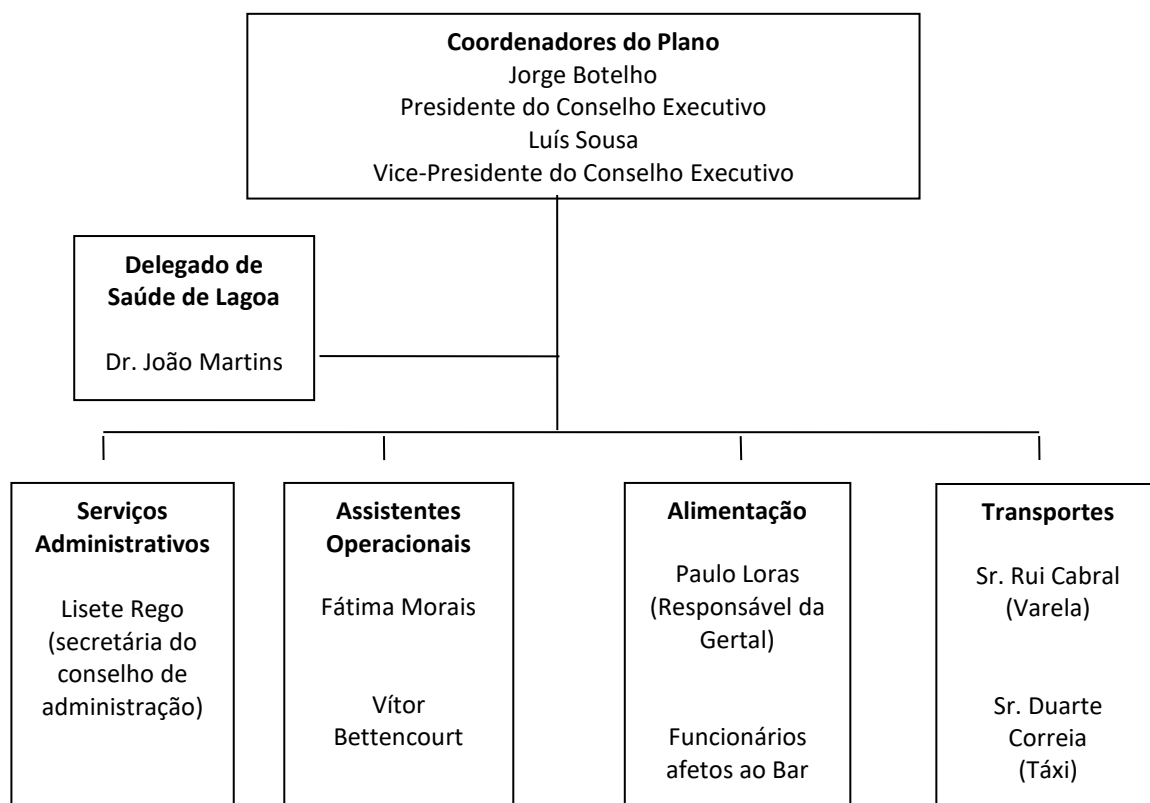 Coordenadores do Plano
Jorge Botelho
Presidente do Conselho Executivo
Luís Sousa
Vice-Presidente do Conselho Executivo
Delegado de
Saúde de Lagoa
Dr. João Martins
Serviços
Administrativos
Lisete Rego
(secretária do
conselho de
administração)
Assistentes
Operacionais
Fátima Morais
Vítor
Bettencourt
Alimentação
Paulo Loras
(Responsável da
Gertal)
Funcionários
afetos ao Bar
Transportes
Sr. Rui Cabral
(Varela)
Sr. Duarte
Correia
(Táxi)